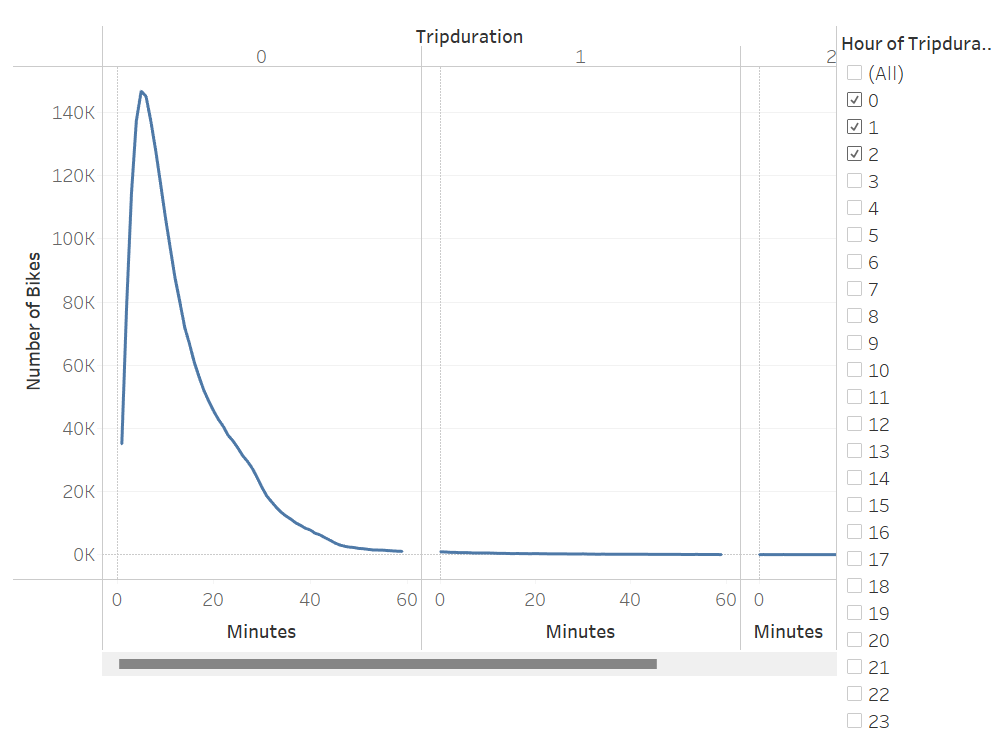 Tripduration
0 1 2
Number of Bikes
140K
120K
100K
80K
60K
40K
20K
0K
0 20 40 60 0 20 40 60 0
Minutes Minutes Minutes
Hour of Tripdura..
(All)
0
1
2
3
4
5
6
7
8
9
10
11
12
13
14
15
16
17
18
19
20
21
22
23